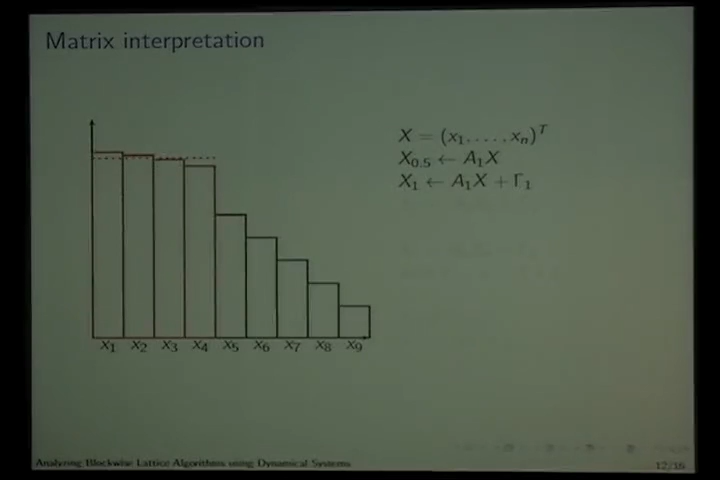 Matrix interpretation
X = (x₁, . . . , xₙ)ᵀ
X₀.₅ ← A₁X
X₁ ← A₁X + Γ₁
x₁ x₂ x₃ x₄ x₅ x₆ x₇ x₈ x₉
Analyzing Blockwise Lattice Algorithms using Dynamical Systems
12/16